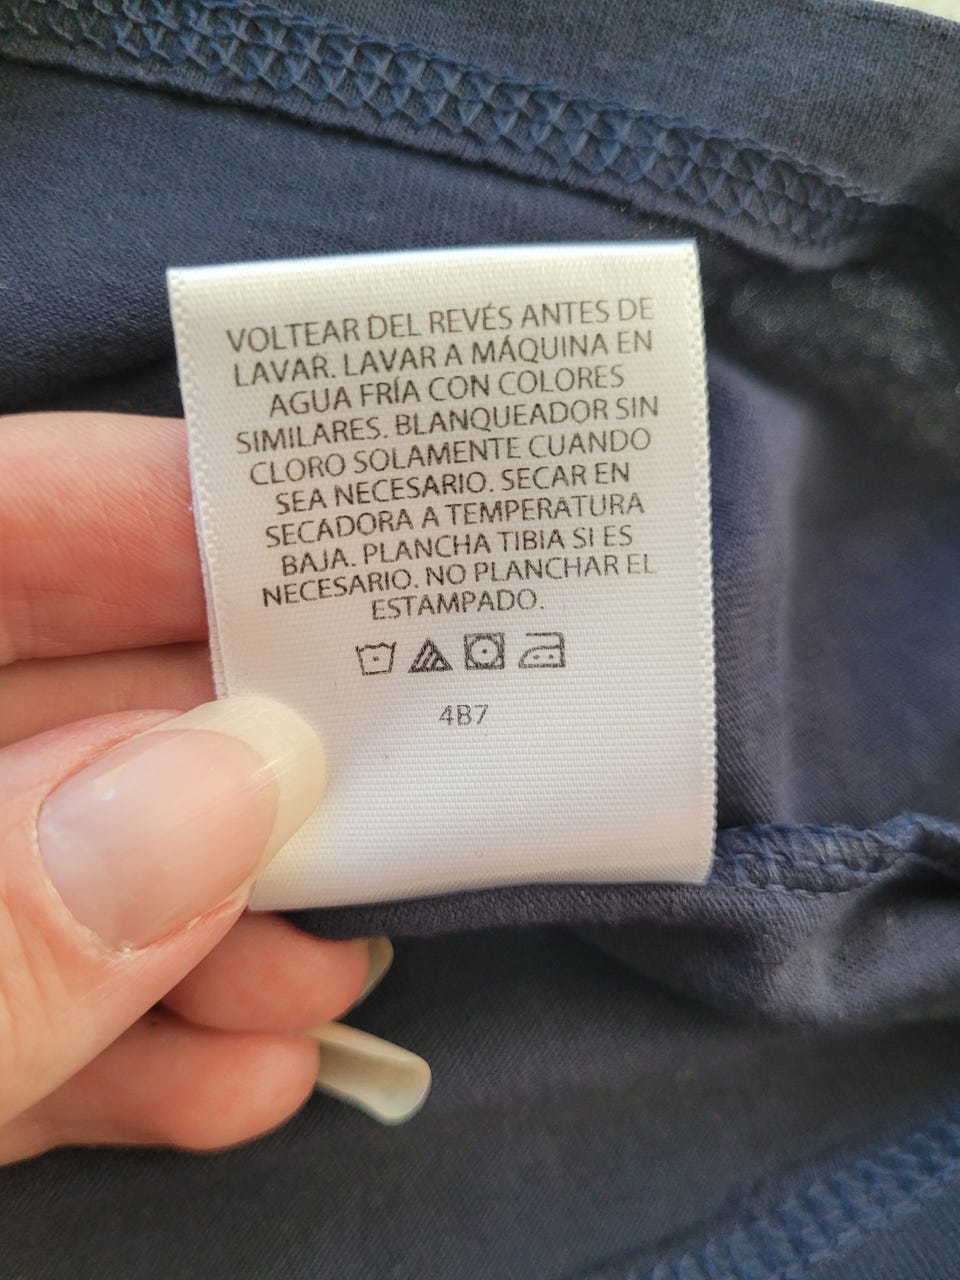 VOLTEAR DEL REVÉS ANTES DE
LAVAR. LAVAR A MÁQUINA EN
AGUA FRÍA CON COLORES
SIMILARES. BLANQUEADOR SIN
CLORO SOLAMENTE CUANDO
SEA NECESARIO. SECAR EN
SECADORA A TEMPERATURA
BAJA. PLANCHA TIBIA SI ES
NECESARIO. NO PLANCHAR EL
ESTAMPADO.
4B7